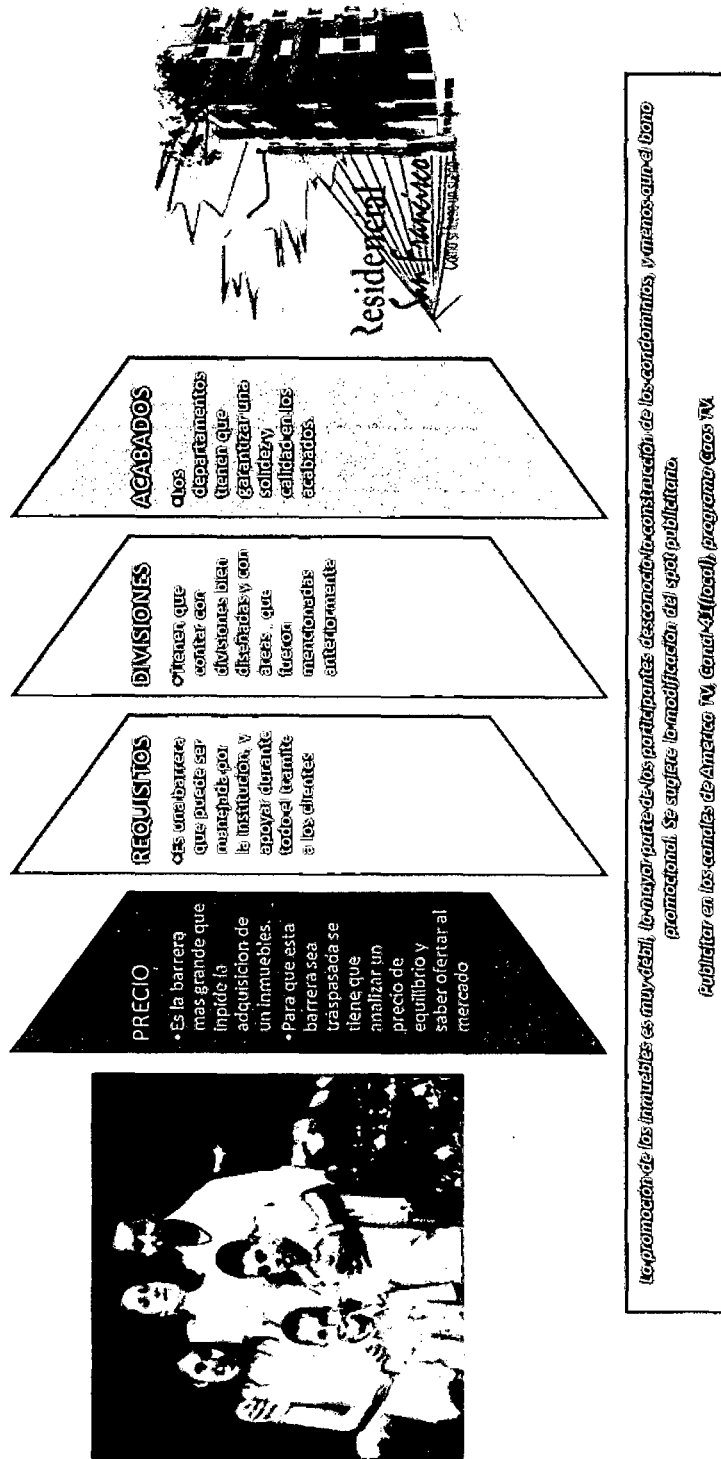 PRECIO
• Es la barrera
mas grande que
inpide la
adquisicion de
un inmuebles.
• Para que esta
barrera sea
traspasada se
tiene que
analizar un
precio de
equilibrio y
saber ofertar al
mercado
REQUISITOS
•Es una barrera
que puede ser
manejada por
la institución, y
apoyar durante
todo el tramite
a los clientes
DIVISIONES
•Tienen que
contar con
divisiones bien
diseñadas y con
areas, que
fueron
mencionadas
anteriormente
ACABADOS
•Los
departamentos
tienen que
garantizar una
solidez y
calidad en los
acabados.
Residencial
San Francisco
La promoción de los inmuebles es muy debil, la mayor parte de los participantes desconocia la construcción de los condominios, y menos aun el bono
promocional. Se sugiere la modificación del spot publicitario.
Publicitar en los canales de América TV, Canal 41(local), programa Caos TV.